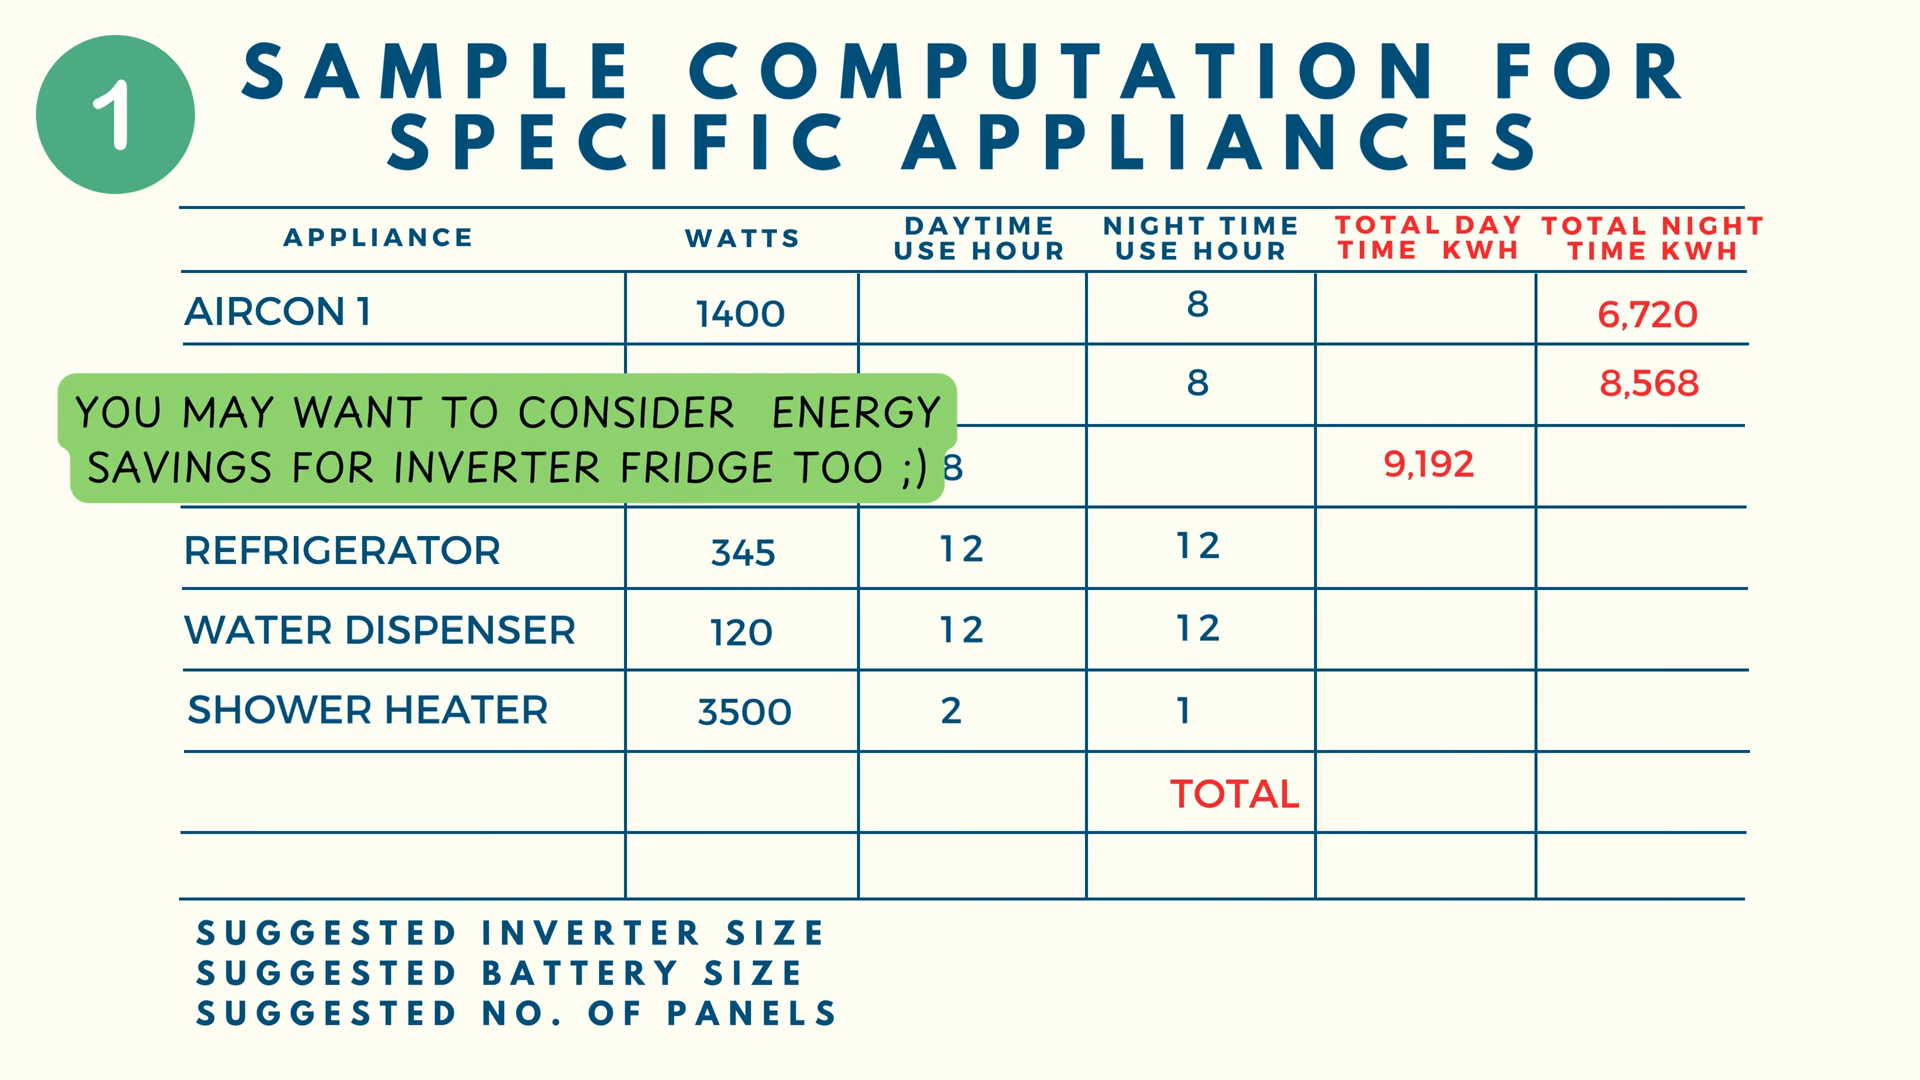 1
SAMPLE COMPUTATION FOR
SPECIFIC APPLIANCES
APPLIANCE WATTS DAYTIME USE HOUR NIGHT TIME USE HOUR TOTAL DAY TIME KWH TOTAL NIGHT TIME KWH
AIRCON 1 1400 8 6,720
8 8,568
YOU MAY WANT TO CONSIDER ENERGY
SAVINGS FOR INVERTER FRIDGE TOO ;)
8 9,192
REFRIGERATOR 345 12 12
WATER DISPENSER 120 12 12
SHOWER HEATER 3500 2 1
TOTAL
SUGGESTED INVERTER SIZE
SUGGESTED BATTERY SIZE
SUGGESTED NO. OF PANELS